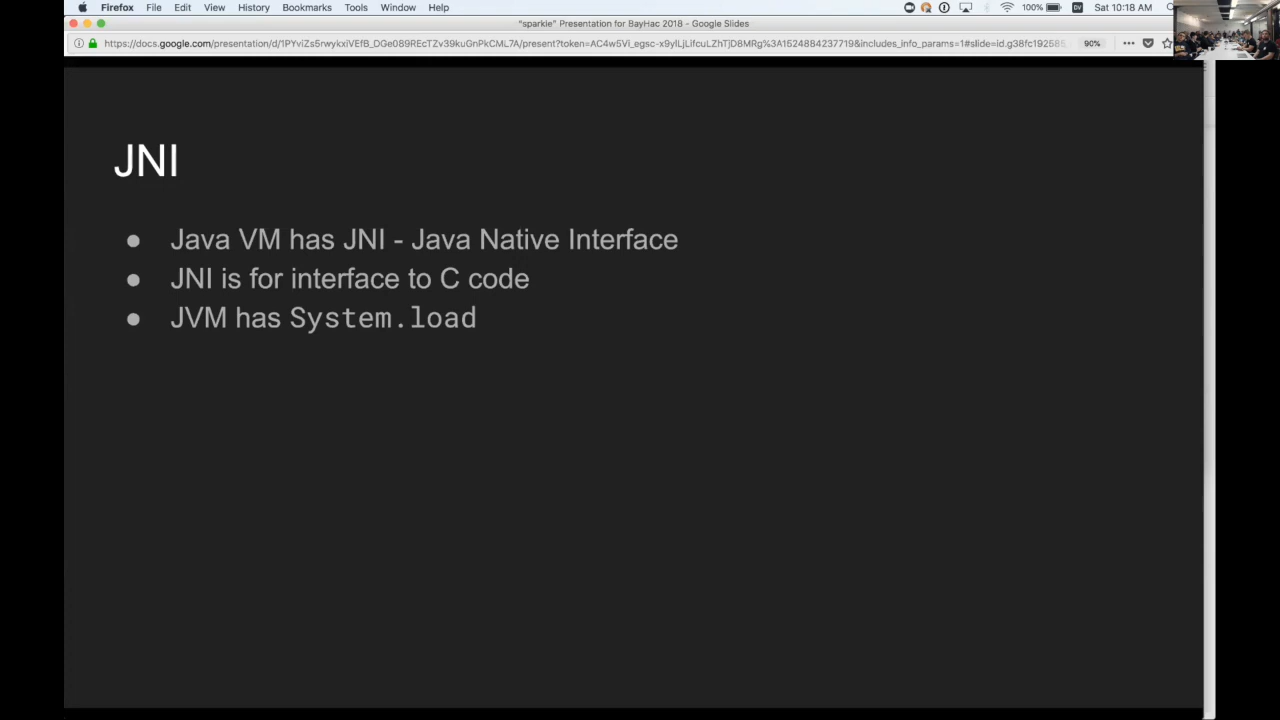 Firefox File Edit View History Bookmarks Tools Window Help 100% Sat 10:18 AM
"sparkle" Presentation for BayHac 2018 - Google Slides
90%
JNI
● Java VM has JNI - Java Native Interface
● JNI is for interface to C code
● JVM has System.load